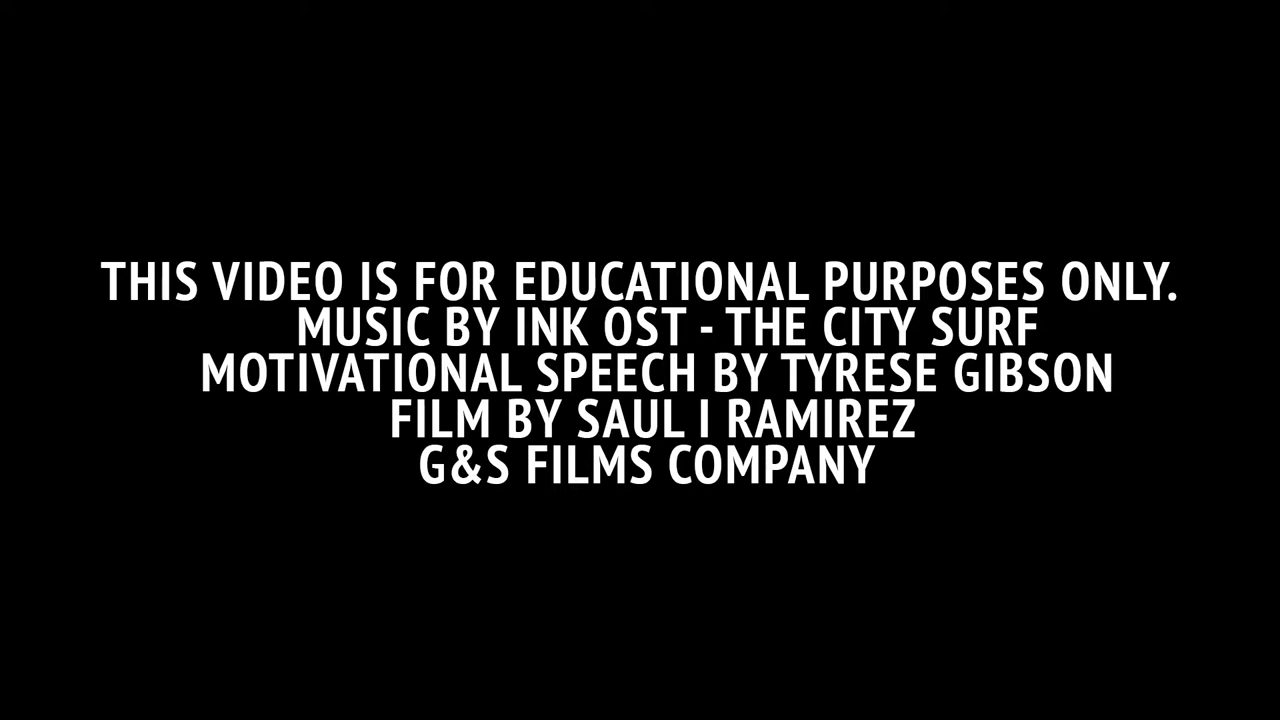 THIS VIDEO IS FOR EDUCATIONAL PURPOSES ONLY.
MUSIC BY INK OST - THE CITY SURF
MOTIVATIONAL SPEECH BY TYRESE GIBSON
FILM BY SAUL I RAMIREZ
G&S FILMS COMPANY